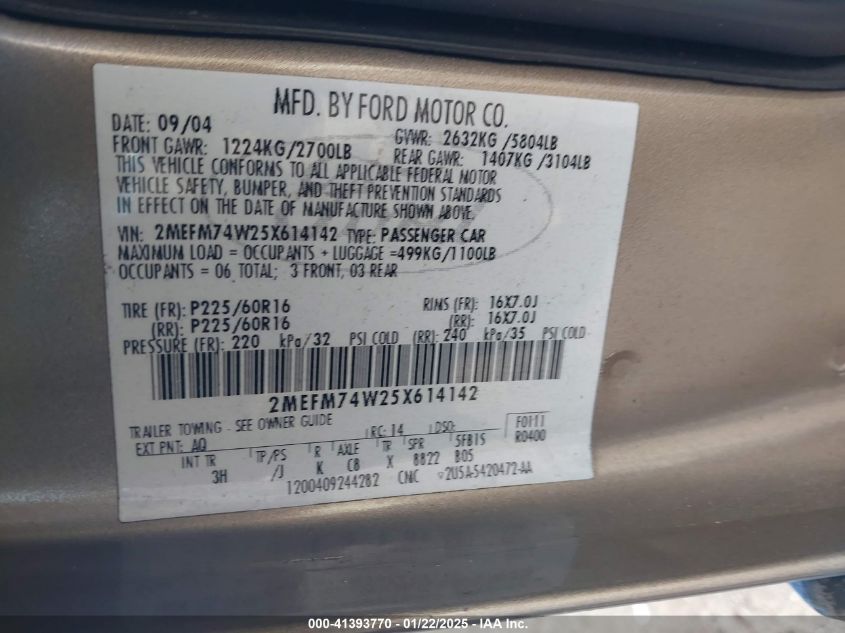 MFD. BY FORD MOTOR CO.
DATE: 09/04 GVWR: 2632KG /5804LB
FRONT GAWR: 1224KG/2700LB REAR GAWR: 1407KG /3104LB
THIS VEHICLE CONFORMS TO ALL APPLICABLE FEDERAL MOTOR
VEHICLE SAFETY, BUMPER, AND THEFT PREVENTION STANDARDS
IN EFFECT ON THE DATE OF MANUFACTURE SHOWN ABOVE.
VIN: 2MEFM74W25X614142 TYPE: PASSENGER CAR
MAXIMUM LOAD = OCCUPANTS + LUGGAGE =499KG/1100LB
OCCUPANTS = 06 TOTAL; 3 FRONT, 03 REAR
TIRE (FR): P225/60R16 RIMS (FR): 16X7.0J
(RR): P225/60R16 (RR): 16X7.0J
PRESSURE (FR): 220 kPa/32 PSI COLD (RR): 240 kPa/35 PSI COLD
2MEFM74W25X614142
TRAILER TOWING - SEE OWNER GUIDE
EXT PNT: AQ RC: 14 DSO: F0111
R0400
INT TR TP/PS R AXLE TR SPR 5FB15
3H /J K C8 X 8822 B05
1200409244282 CNC 2U5A-5420472-AA
000-41393770 - 01/22/2025 - IAA Inc.